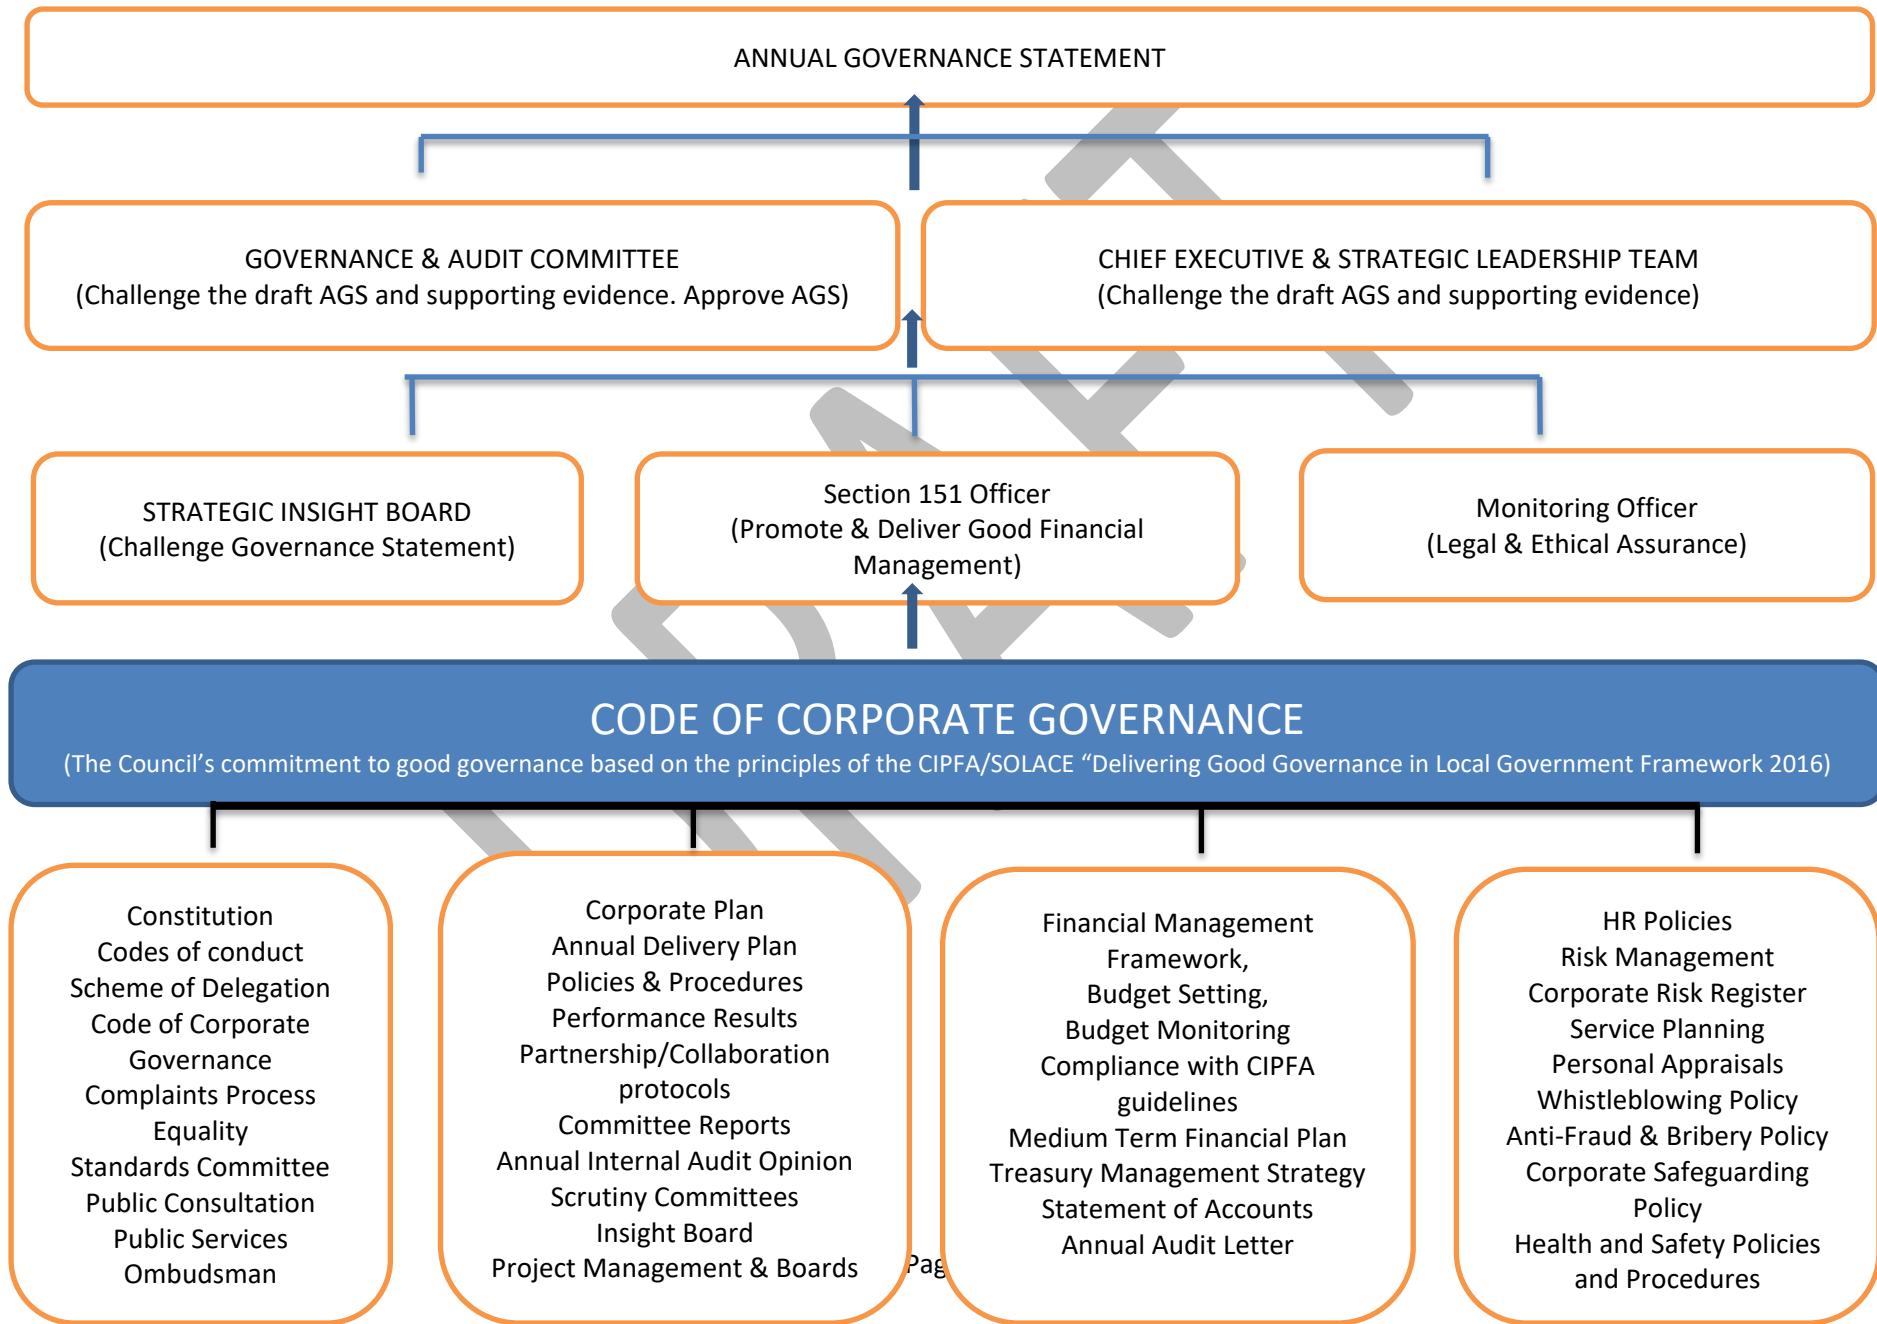 ANNUAL GOVERNANCE STATEMENT
GOVERNANCE & AUDIT COMMITTEE
(Challenge the draft AGS and supporting evidence. Approve AGS)
CHIEF EXECUTIVE & STRATEGIC LEADERSHIP TEAM
(Challenge the draft AGS and supporting evidence)
STRATEGIC INSIGHT BOARD
(Challenge Governance Statement)
Section 151 Officer
(Promote & Deliver Good Financial
Management)
Monitoring Officer
(Legal & Ethical Assurance)
CODE OF CORPORATE GOVERNANCE
(The Council’s commitment to good governance based on the principles of the CIPFA/SOLACE “Delivering Good Governance in Local Government Framework 2016)
Constitution
Codes of conduct
Scheme of Delegation
Code of Corporate
Governance
Complaints Process
Equality
Standards Committee
Public Consultation
Public Services
Ombudsman
Corporate Plan
Annual Delivery Plan
Policies & Procedures
Performance Results
Partnership/Collaboration
protocols
Committee Reports
Annual Internal Audit Opinion
Scrutiny Committees
Insight Board
Project Management & Boards
Financial Management
Framework,
Budget Setting,
Budget Monitoring
Compliance with CIPFA
guidelines
Medium Term Financial Plan
Treasury Management Strategy
Statement of Accounts
Annual Audit Letter
HR Policies
Risk Management
Corporate Risk Register
Service Planning
Personal Appraisals
Whistleblowing Policy
Anti-Fraud & Bribery Policy
Corporate Safeguarding
Policy
Health and Safety Policies
and Procedures
Pag
DRAFT